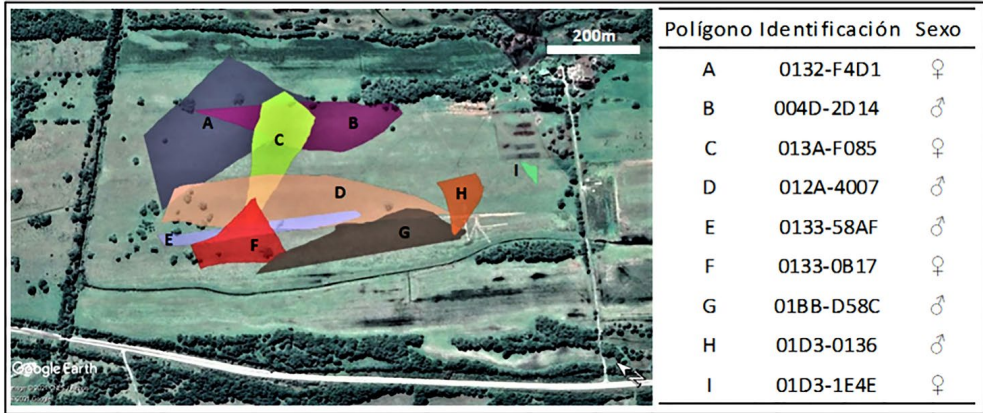 200m
A
B
C
I
D
H
E
F
G
Google Earth
N
Polígono Identificación Sexo
A 0132-F4D1 ♀
B 004D-2D14 ♂
C 013A-F085 ♀
D 012A-4007 ♂
E 0133-58AF ♂
F 0133-0B17 ♀
G 01BB-D58C ♂
H 01D3-0136 ♂
I 01D3-1E4E ♀